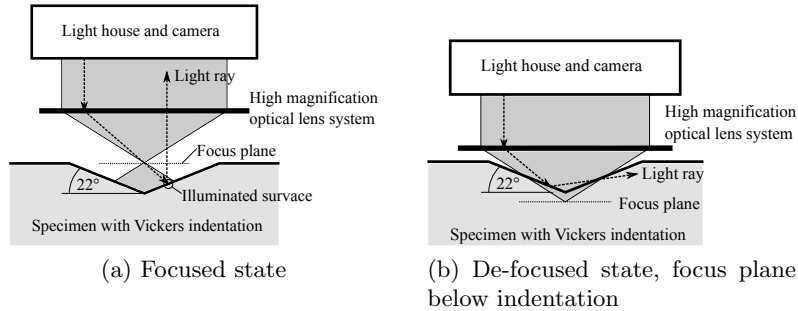 Light house and camera
Light ray
High magnification
optical lens system
Focus plane
22°
Illuminated survace
Specimen with Vickers indentation
(a) Focused state
Light house and camera
High magnification
optical lens system
22°
Light ray
Focus plane
Specimen with Vickers indentation
(b) De-focused state, focus plane
below indentation